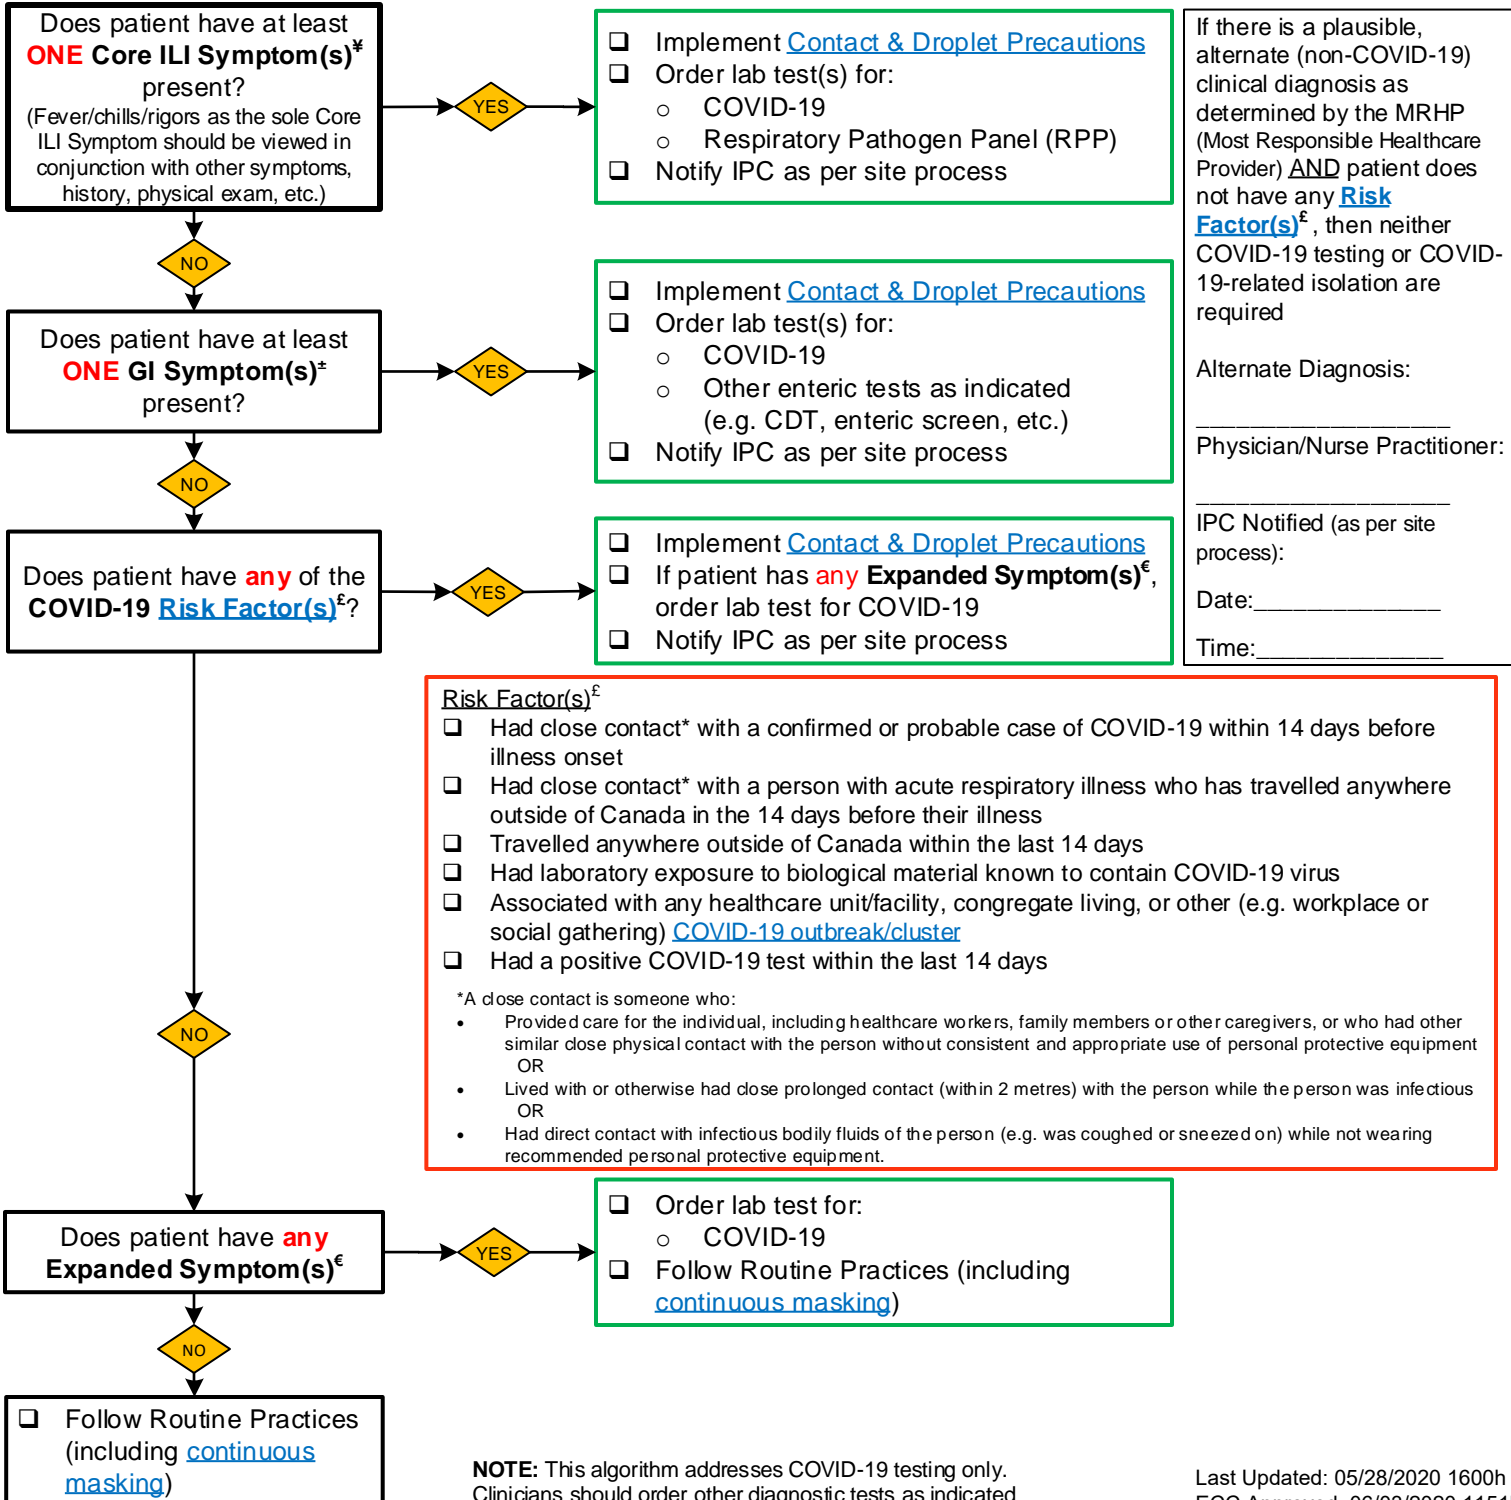 Does patient have at least
ONE Core ILI Symptom(s)¥
present?
(Fever/chills/rigors as the sole Core
ILI Symptom should be viewed in
conjunction with other symptoms,
history, physical exam, etc.)
YES
❑ Implement Contact & Droplet Precautions
❑ Order lab test(s) for:
o COVID-19
o Respiratory Pathogen Panel (RPP)
❑ Notify IPC as per site process
NO
Does patient have at least
ONE GI Symptom(s)±
present?
YES
❑ Implement Contact & Droplet Precautions
❑ Order lab test(s) for:
o COVID-19
o Other enteric tests as indicated
(e.g. CDT, enteric screen, etc.)
❑ Notify IPC as per site process
NO
Does patient have any of the
COVID-19 Risk Factor(s)£?
YES
❑ Implement Contact & Droplet Precautions
❑ If patient has any Expanded Symptom(s)€,
order lab test for COVID-19
❑ Notify IPC as per site process
If there is a plausible,
alternate (non-COVID-19)
clinical diagnosis as
determined by the MRHP
(Most Responsible Healthcare
Provider) AND patient does
not have any Risk
Factor(s)£ , then neither
COVID-19 testing or COVID-
19-related isolation are
required
Alternate Diagnosis:
___________________
Physician/Nurse Practitioner:
___________________
IPC Notified (as per site
process):
Date:______________
Time:______________
Risk Factor(s)£
❑ Had close contact* with a confirmed or probable case of COVID-19 within 14 days before
illness onset
❑ Had close contact* with a person with acute respiratory illness who has travelled anywhere
outside of Canada in the 14 days before their illness
❑ Travelled anywhere outside of Canada within the last 14 days
❑ Had laboratory exposure to biological material known to contain COVID-19 virus
❑ Associated with any healthcare unit/facility, congregate living, or other (e.g. workplace or
social gathering) COVID-19 outbreak/cluster
❑ Had a positive COVID-19 test within the last 14 days
*A close contact is someone who:
• Provided care for the individual, including healthcare workers, family members or other caregivers, or who had other
similar close physical contact with the person without consistent and appropriate use of personal protective equipment
OR
• Lived with or otherwise had close prolonged contact (within 2 metres) with the person while the person was infectious
OR
• Had direct contact with infectious bodily fluids of the person (e.g. was coughed or sneezed on) while not wearing
recommended personal protective equipment.
NO
Does patient have any
Expanded Symptom(s)€
YES
❑ Order lab test for:
o COVID-19
❑ Follow Routine Practices (including
continuous masking)
NO
❑ Follow Routine Practices
(including continuous
masking)
NOTE: This algorithm addresses COVID-19 testing only.
Clinicians should order other diagnostic tests as indicated
Last Updated: 05/28/2020 1600h